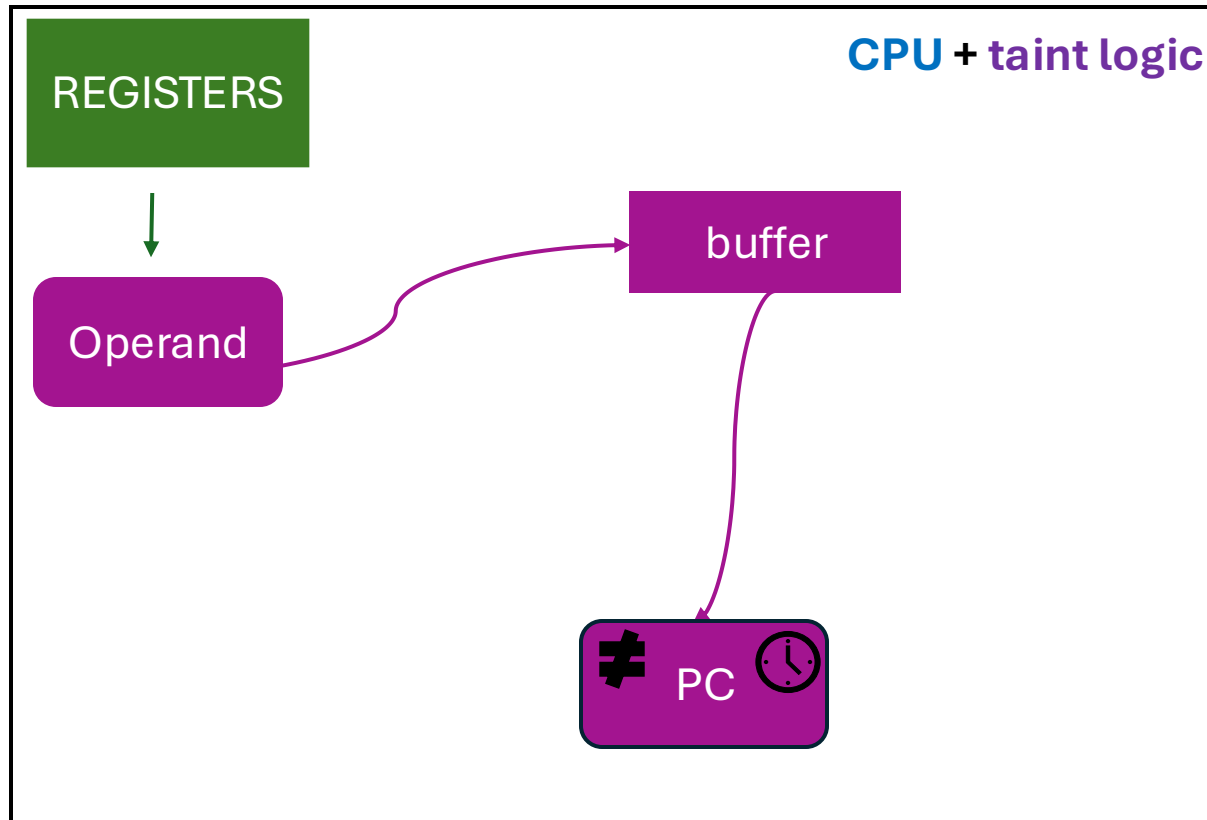 REGISTERS
CPU + taint logic
buffer
Operand
PC